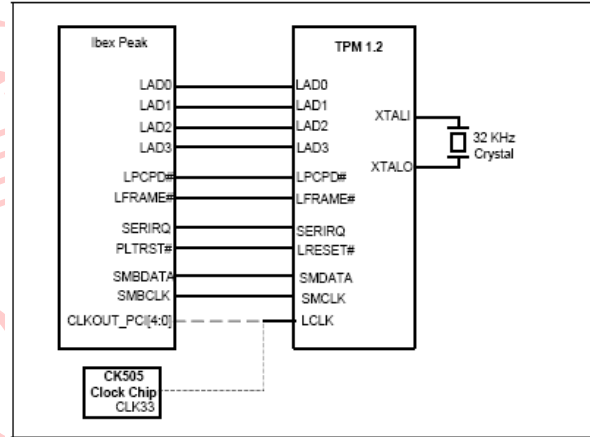 Ibex Peak
LAD0
LAD1
LAD2
LAD3
LPCPD#
LFRAME#
SERIRQ
PLTRST#
SMBDATA
SMBCLK
CLKOUT_PCI[4:0]
TPM 1.2
LAD0
LAD1
LAD2
LAD3
LPCPD#
LFRAME#
SERIRQ
LRESET#
SMDATA
SMCLK
LCLK
XTALI
XTALO
32 KHz
Crystal
CK505
Clock Chip
CLK33